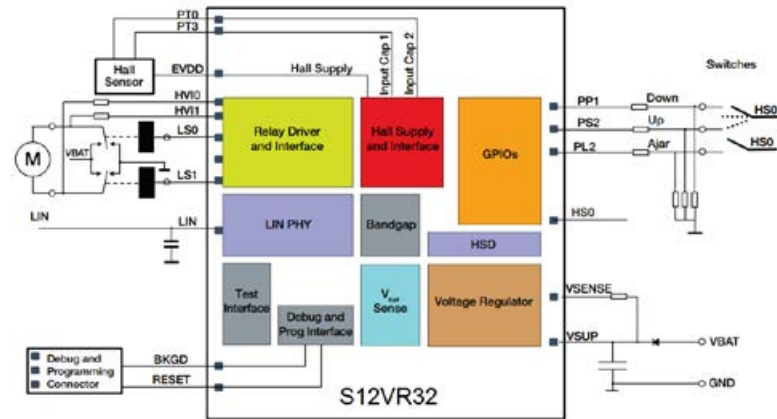 PT0
PT3
Hall
Sensor
EVDD
Hall Supply
Input Cap 1
Input Cap 2
Switches
HVI0
HVI1
LS0
M
VBAT
LS1
Relay Driver
and Interface
Hall Supply
and Interface
GPIOs
PP1
Down
HS0
PS2
Up
PL2
Ajar
HS0
LIN
LIN
LIN PHY
Bandgap
HS0
HSD
Test
Interface
Debug and
Prog Interface
Sense
Voltage Regulator
VSENSE
VSUP
VBAT
GND
Debug and
Programming
Connector
BKGD
RESET
S12VR32